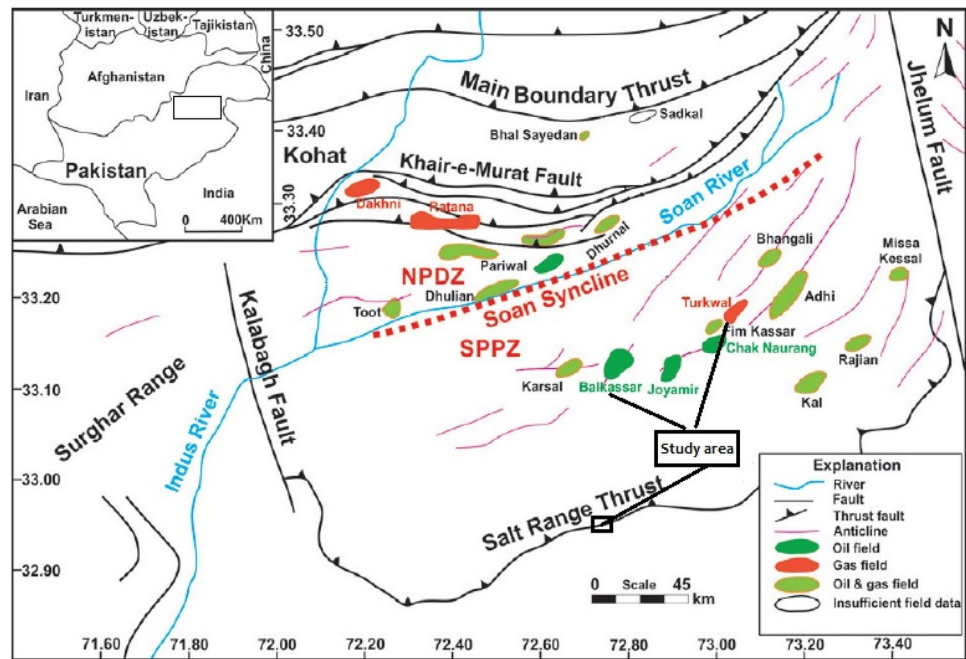 Turkmen-
istan
Uzbek-
istan
Tajikistan
China
Afghanistan
Iran
Pakistan
India
Arabian
Sea
0 400Km
N
33.50
33.40
33.30
33.20
33.10
33.00
32.90
Main Boundary Thrust
Sadkal
Bhal Sayedan
Kohat
Khair-e-Murat Fault
Jhelum Fault
Dakhni
Ratana
Soan River
Dhurnal
Pariwal
NPDZ
Dhulian
Soan Syncline
Toot
Bhangali
Missa
Kessal
Adhi
Turkwal
Fim Kassar
Chak Naurang
Rajian
SPPZ
Karsal
Balkassar
Joyamir
Kal
Kalabagh Fault
Surghar Range
Indus River
Study area
Salt Range Thrust
0 Scale 45
km
Explanation
River
Fault
Thrust fault
Anticline
Oil field
Gas field
Oil & gas field
Insufficient field data
71.60 71.80 72.00 72.20 72.40 72.60 72.80 73.00 73.20 73.40